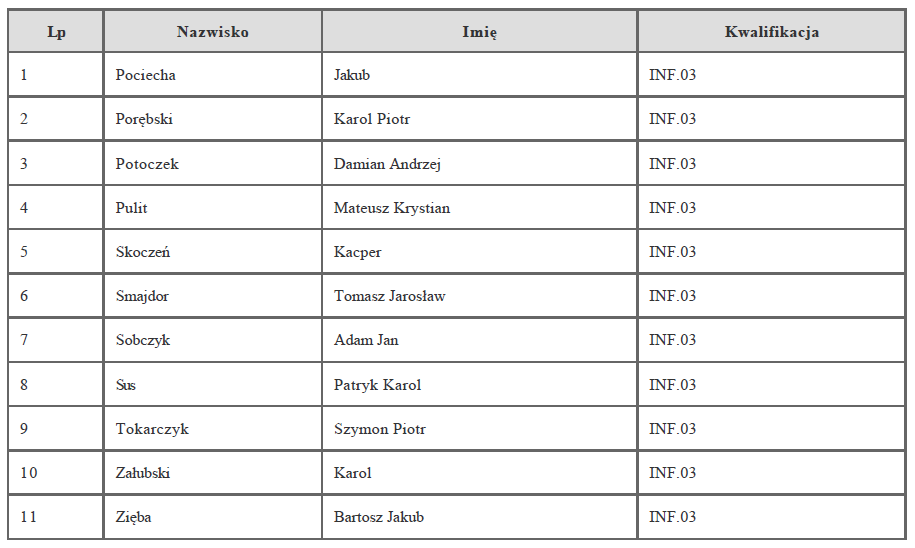 Lp Nazwisko Imię Kwalifikacja
1 Pociecha Jakub INF.03
2 Porębski Karol Piotr INF.03
3 Potoczek Damian Andrzej INF.03
4 Pulit Mateusz Krystian INF.03
5 Skoczeń Kacper INF.03
6 Smajdor Tomasz Jarosław INF.03
7 Sobczyk Adam Jan INF.03
8 Sus Patryk Karol INF.03
9 Tokarczyk Szymon Piotr INF.03
10 Załubski Karol INF.03
11 Zięba Bartosz Jakub INF.03